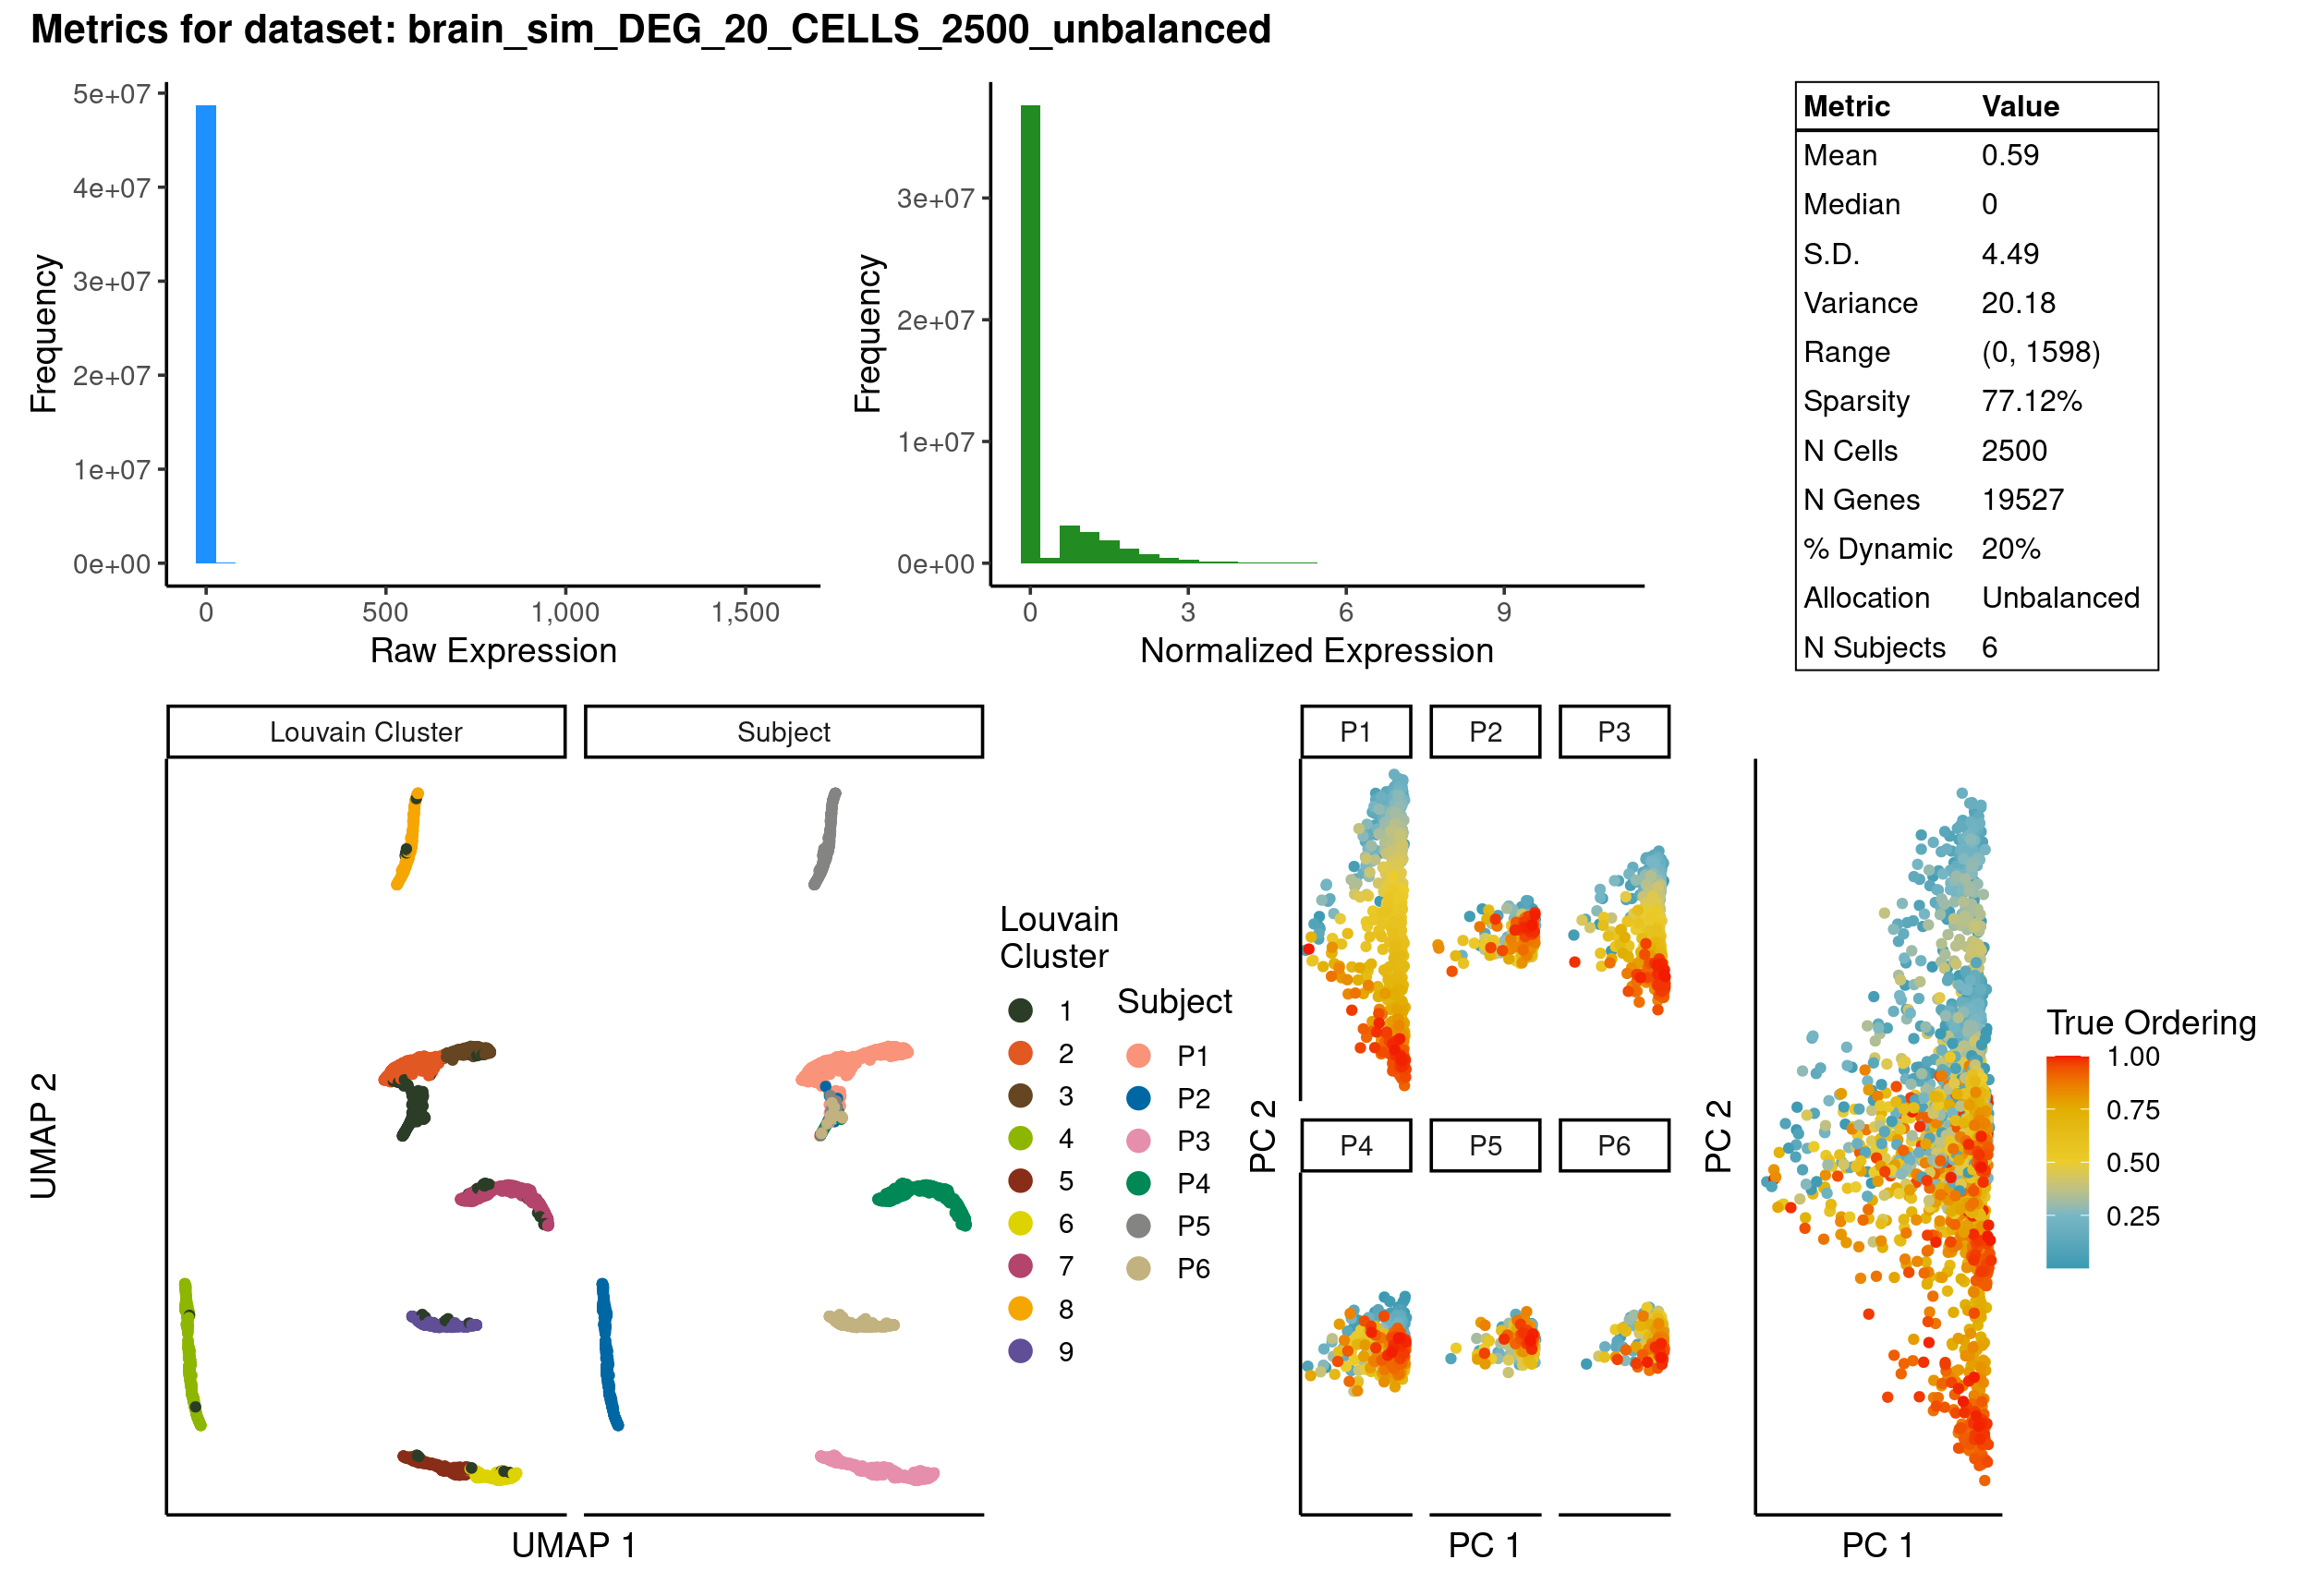 Metrics for dataset: brain_sim_DEG_20_CELLS_2500_unbalanced
Frequency
5e+07
4e+07
3e+07
2e+07
1e+07
0e+00
0 500 1,000 1,500
Raw Expression
Frequency
3e+07
2e+07
1e+07
0e+00
0 3 6 9
Normalized Expression
Metric Value
Mean 0.59
Median 0
S.D. 4.49
Variance 20.18
Range (0, 1598)
Sparsity 77.12%
N Cells 2500
N Genes 19527
% Dynamic 20%
Allocation Unbalanced
N Subjects 6
Louvain Cluster Subject
UMAP 2
UMAP 1
Louvain
Cluster
1
2
3
4
5
6
7
8
9
Subject
P1
P2
P3
P4
P5
P6
P1 P2 P3
P4 P5 P6
PC 2
PC 1
PC 2
PC 1
True Ordering
1.00
0.75
0.50
0.25